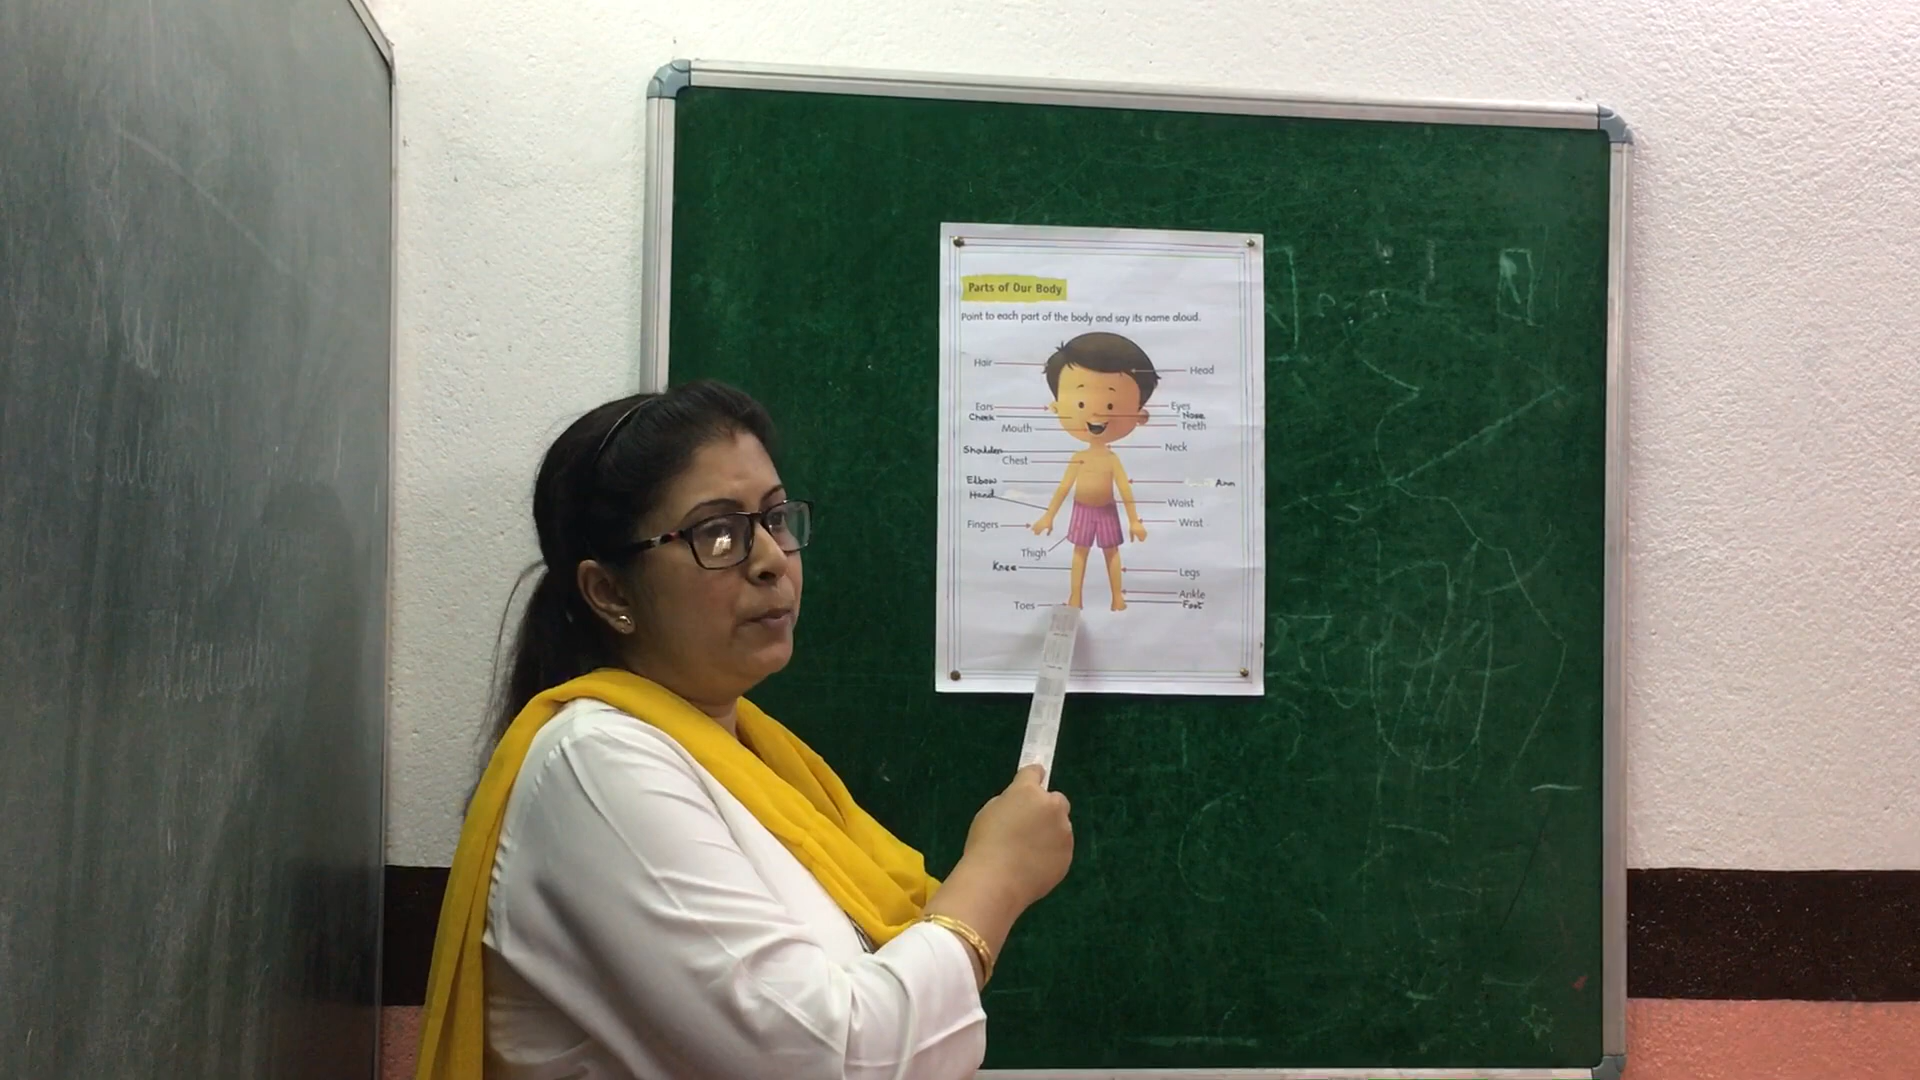 Parts of Our Body
Point to each part of the body and say its name aloud.
Hair
Head
Ears
Eyes
Cheek
Nose
Mouth
Teeth
Neck
Shoulder
Chest
Elbow
Arm
Hand
Waist
Fingers
Wrist
Thigh
Knee
Legs
Ankle
Toes
Foot